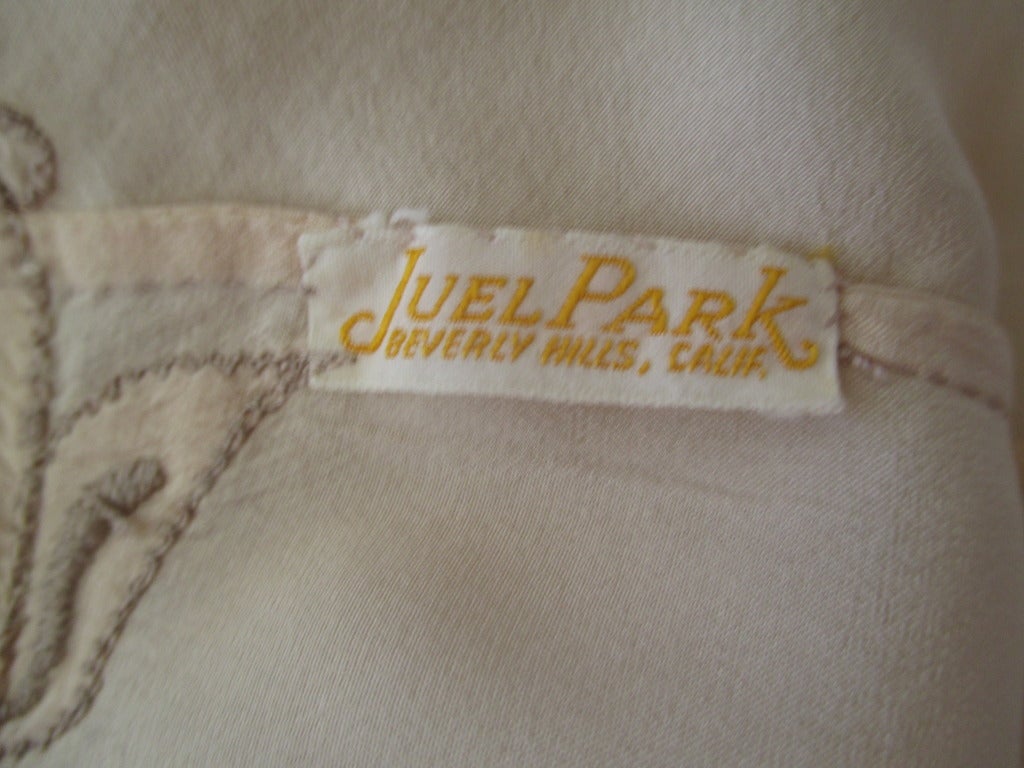 Juel Park
BEVERLY HILLS, CALIF.